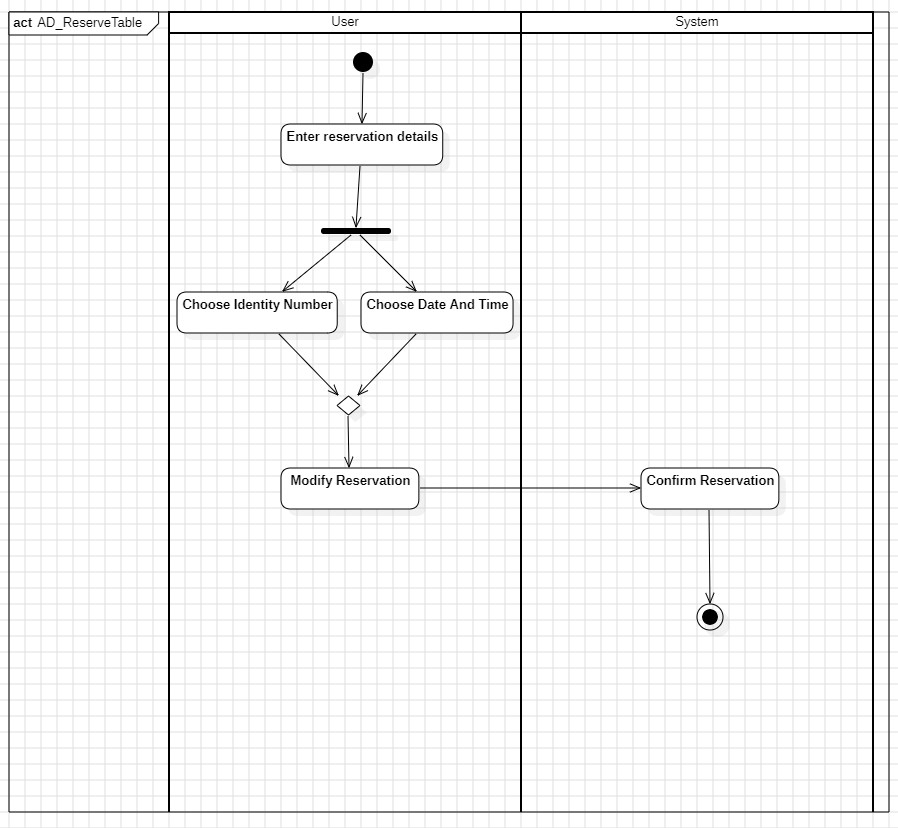 act AD_ReserveTable
User
System
Enter reservation details
Choose Identity Number
Choose Date And Time
Modify Reservation
Confirm Reservation